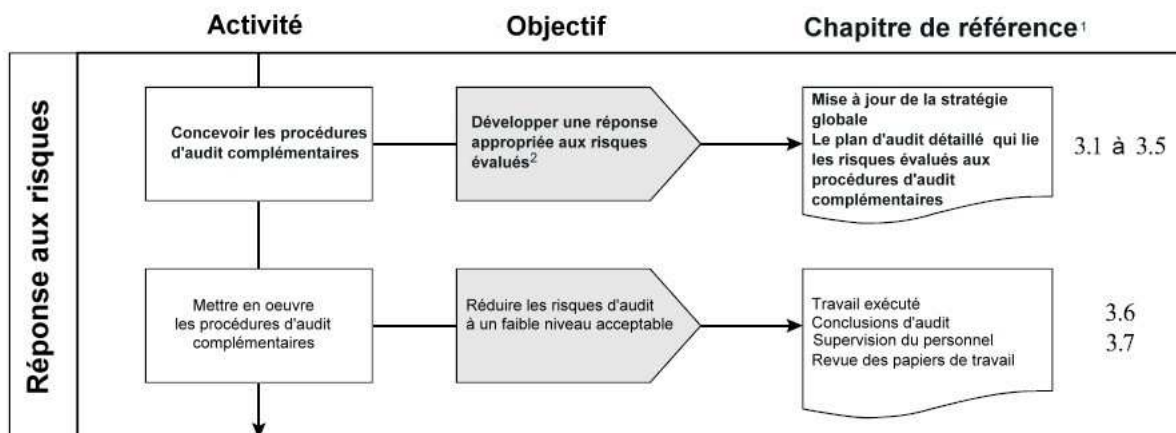 Activité
Objectif
Chapitre de référence 1
Réponse aux risques
Concevoir les procédures
d'audit complémentaires
Développer une réponse
appropriée aux risques
évalués2
Mise à jour de la stratégie
globale
Le plan d'audit détaillé qui lie
les risques évalués aux
procédures d'audit
complémentaires
3.1 à 3.5
Mettre en oeuvre
les procédures d'audit
complémentaires
Réduire les risques d'audit
à un faible niveau acceptable
Travail exécuté
Conclusions d'audit
Supervision du personnel
Revue des papiers de travail
3.6
3.7